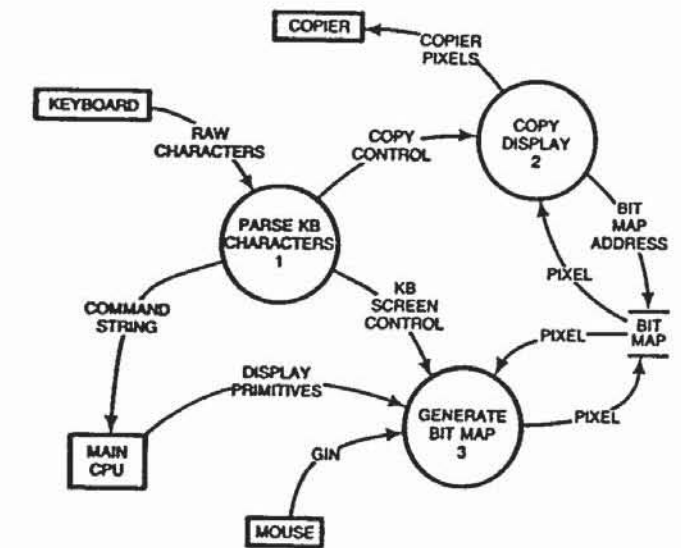 COPIER
COPIER
PIXELS
KEYBOARD
RAW
CHARACTERS
COPY
CONTROL
COPY
DISPLAY
2
PARSE KB
CHARACTERS
1
BIT
MAP
ADDRESS
KB
SCREEN
CONTROL
PIXEL
COMMAND
STRING
BIT
MAP
PIXEL
DISPLAY
PRIMITIVES
GENERATE
BIT MAP
3
PIXEL
MAIN
CPU
GIN
MOUSE